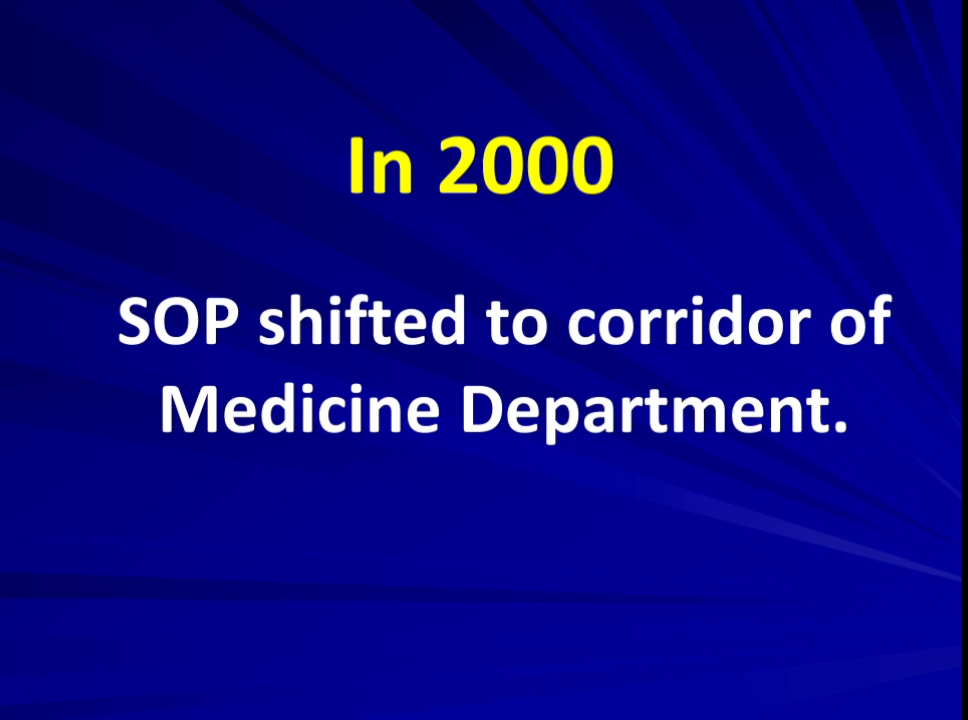 In 2000
SOP shifted to corridor of
Medicine Department.